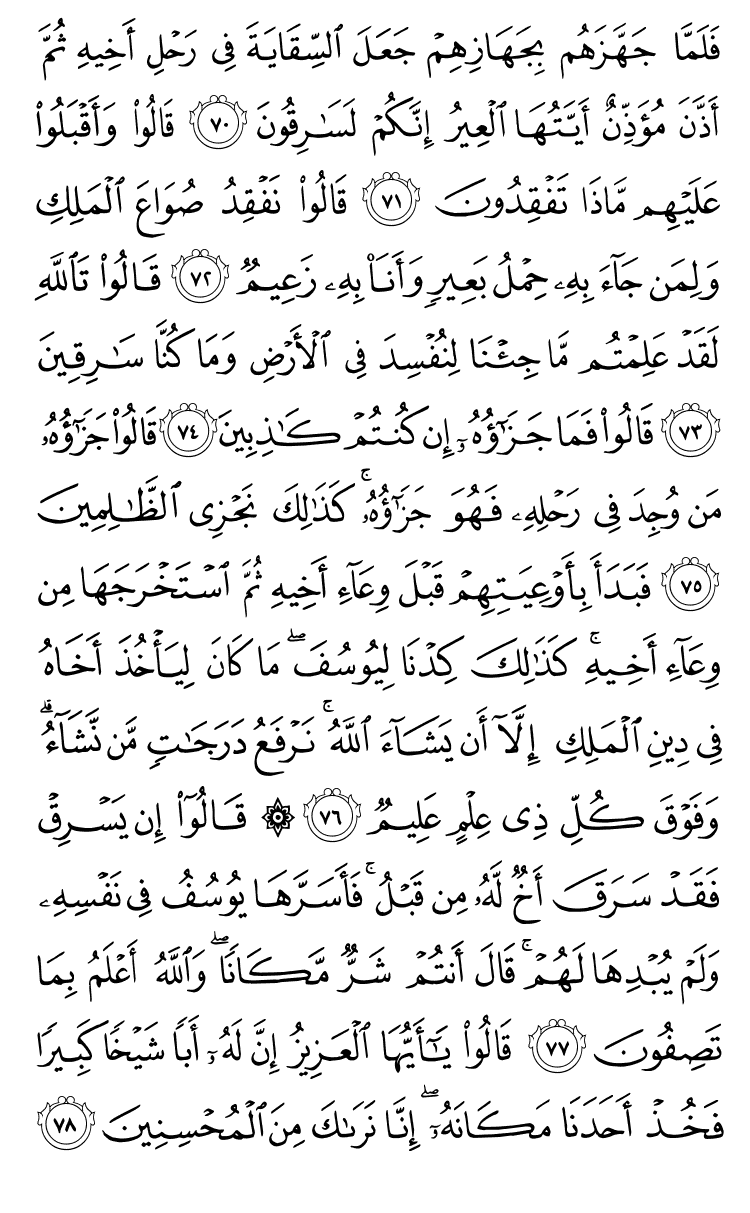 فَلَمَّا جَهَّزَهُم بِجَهَازِهِمۡ جَعَلَ ٱلسِّقَايَةَ فِي رَحۡلِ أَخِيهِ ثُمَّ
أَذَّنَ مُؤَذِّنٌ أَيَّتُهَا ٱلۡعِيرُ إِنَّكُمۡ لَسَٰرِقُونَ ٧٠ قَالُواْ وَأَقۡبَلُواْ
عَلَيۡهِم مَّاذَا تَفۡقِدُونَ ٧١ قَالُواْ نَفۡقِدُ صُوَاعَ ٱلۡمَلِكِ
وَلِمَن جَآءَ بِهِۦ حِمۡلُ بَعِيرٖ وَأَنَا۠ بِهِۦ زَعِيمٞ ٧٢ قَالُواْ تَٱللَّهِ
لَقَدۡ عَلِمۡتُم مَّا جِئۡنَا لِنُفۡسِدَ فِي ٱلۡأَرۡضِ وَمَا كُنَّا سَٰرِقِينَ
٧٣ قَالُواْ فَمَا جَزَٰٓؤُهُۥٓ إِن كُنتُمۡ كَٰذِبِينَ ٧٤ قَالُواْ جَزَٰٓؤُهُۥ
مَن وُجِدَ فِي رَحۡلِهِۦ فَهُوَ جَزَٰٓؤُهُۥۚ كَذَٰلِكَ نَجۡزِي ٱلظَّٰلِمِينَ
٧٥ فَبَدَأَ بِأَوۡعِيَتِهِمۡ قَبۡلَ وِعَآءِ أَخِيهِ ثُمَّ ٱسۡتَخۡرَجَهَا مِن
وِعَآءِ أَخِيهِۚ كَذَٰلِكَ كِدۡنَا لِيُوسُفَۖ مَا كَانَ لِيَأۡخُذَ أَخَاهُ
فِي دِينِ ٱلۡمَلِكِ إِلَّآ أَن يَشَآءَ ٱللَّهُۚ نَرۡفَعُ دَرَجَٰتٖ مَّن نَّشَآءُۗ
وَفَوۡقَ كُلِّ ذِي عِلۡمٍ عَلِيمٞ ٧٦ ۞ قَالُوٓاْ إِن يَسۡرِقۡ
فَقَدۡ سَرَقَ أَخٞ لَّهُۥ مِن قَبۡلُۚ فَأَسَرَّهَا يُوسُفُ فِي نَفۡسِهِۦ
وَلَمۡ يُبۡدِهَا لَهُمۡۚ قَالَ أَنتُمۡ شَرّٞ مَّكَانٗاۖ وَٱللَّهُ أَعۡلَمُ بِمَا
تَصِفُونَ ٧٧ قَالُواْ يَٰٓأَيُّهَا ٱلۡعَزِيزُ إِنَّ لَهُۥٓ أَبٗا شَيۡخٗا كَبِيرٗا
فَخُذۡ أَحَدَنَا مَكَانَهُۥٓۖ إِنَّا نَرَىٰكَ مِنَ ٱلۡمُحۡسِنِينَ ٧٨